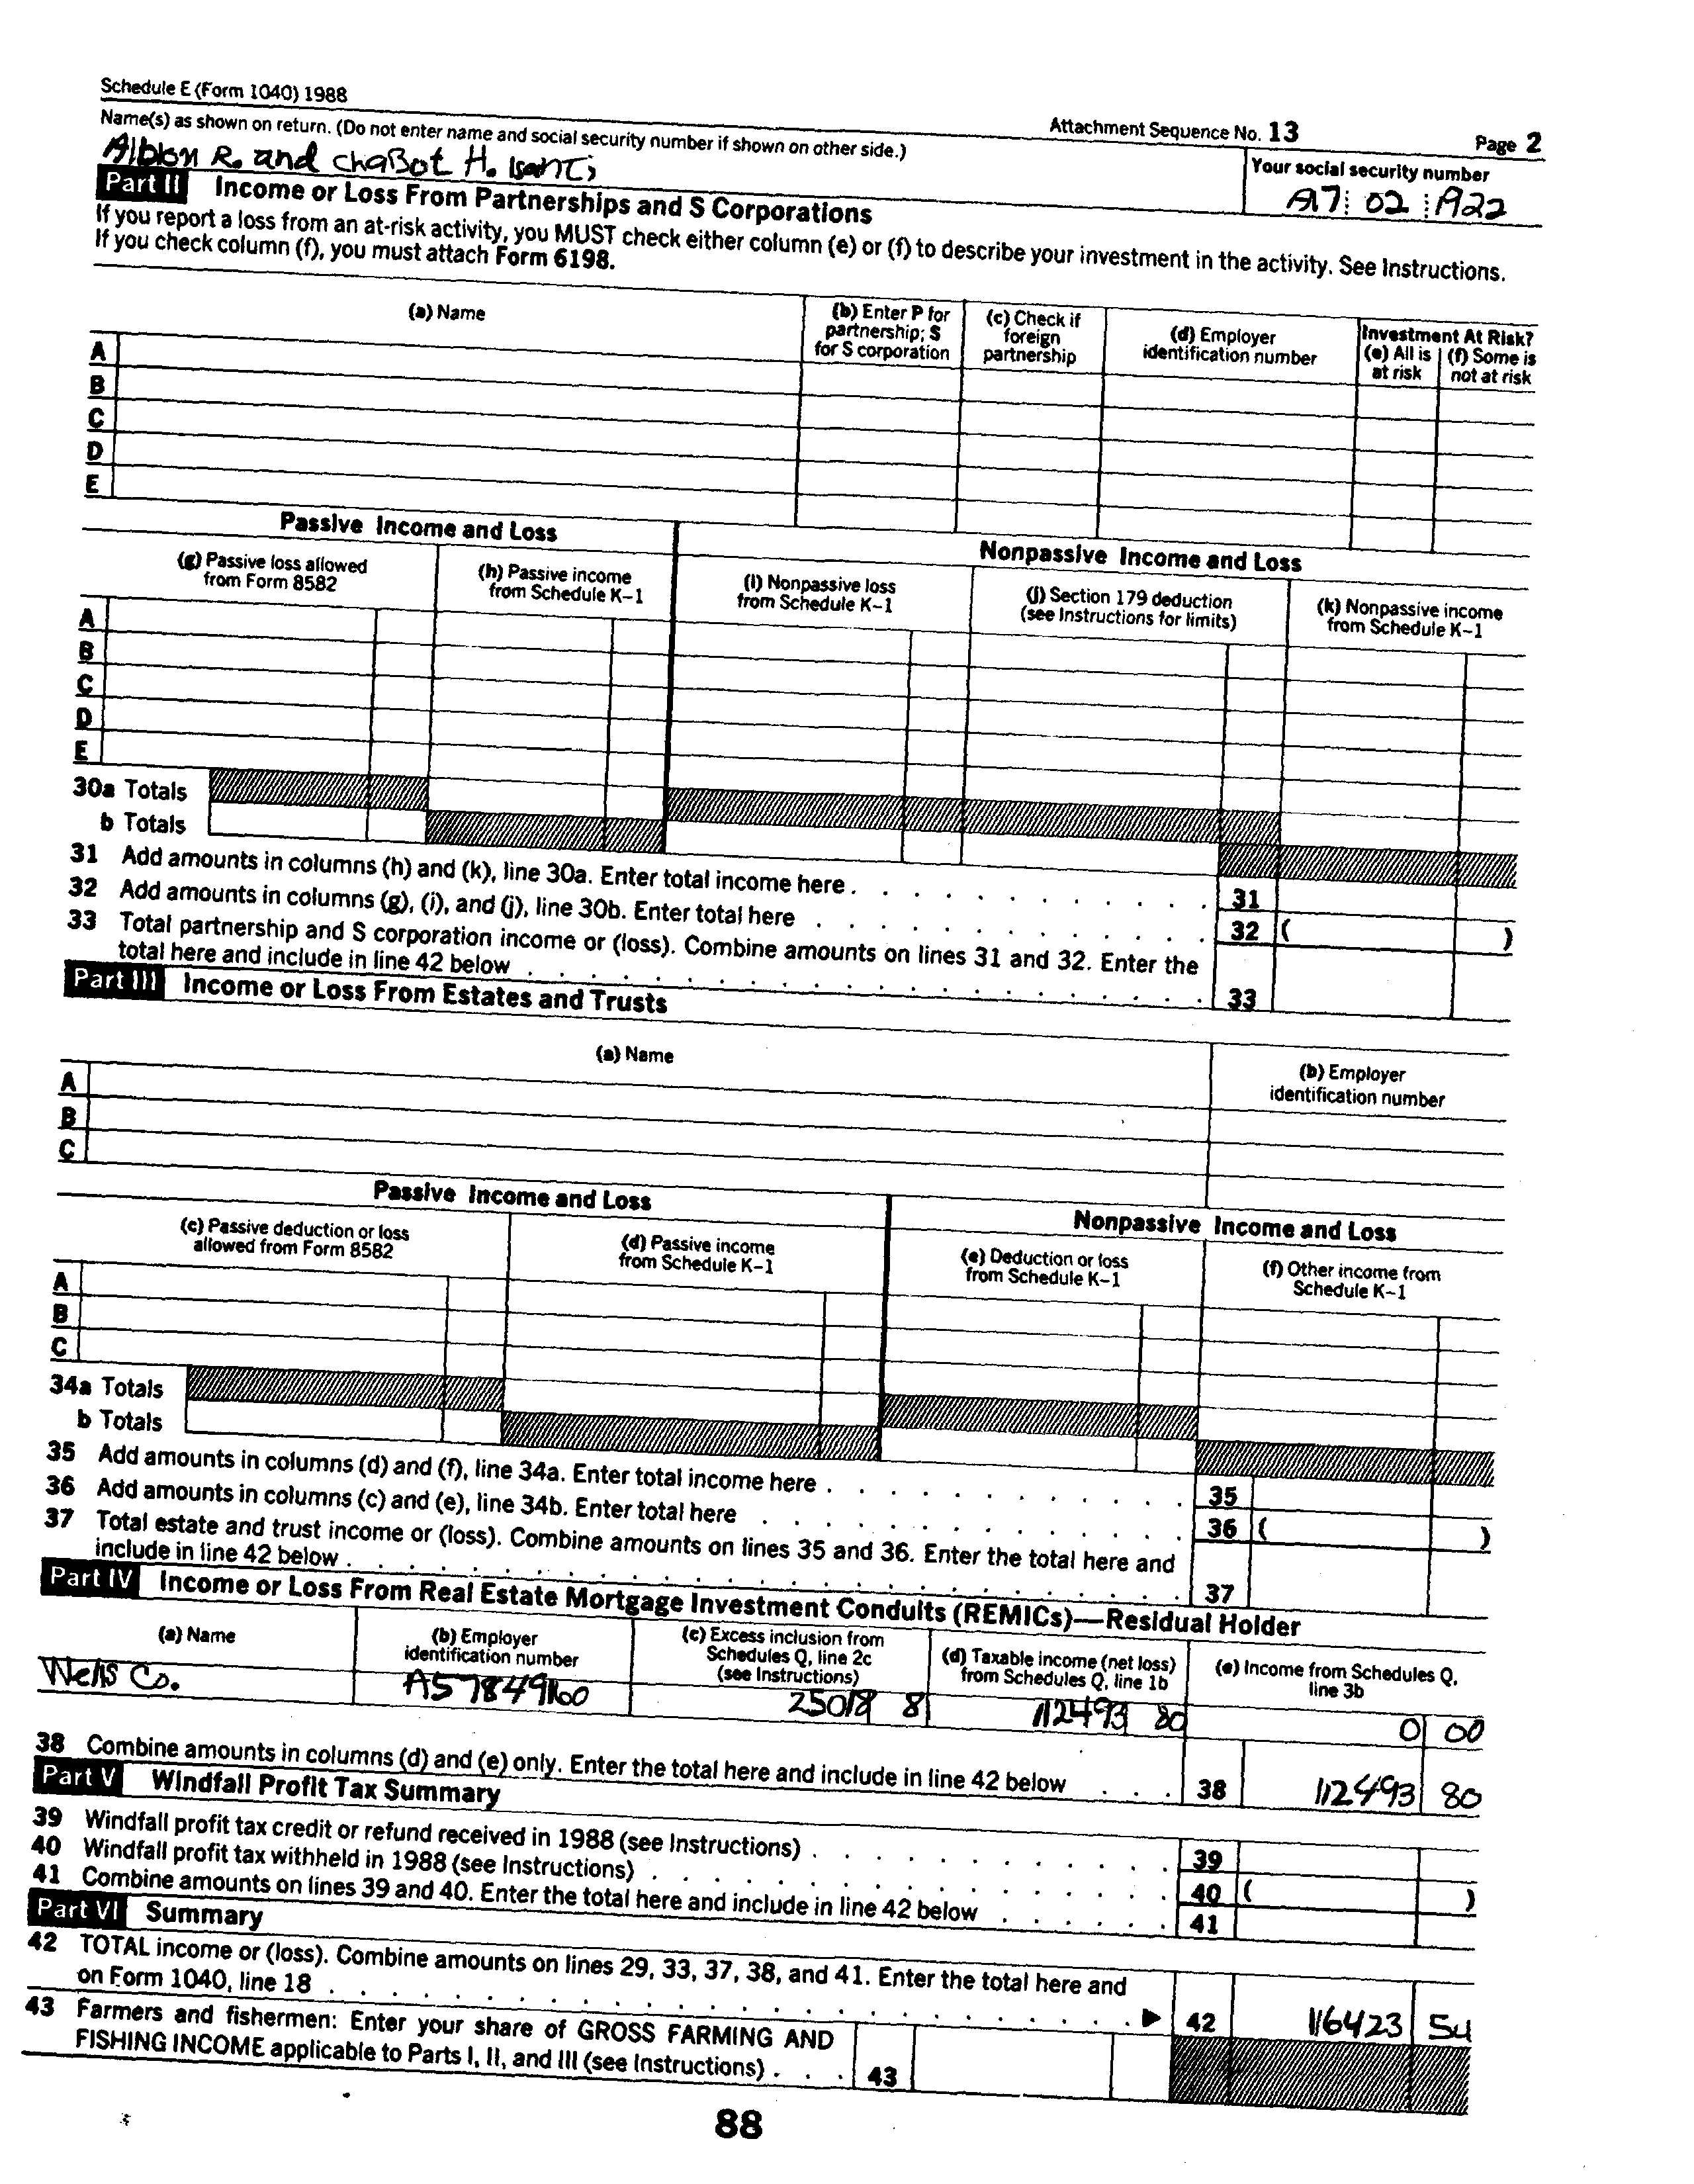 Schedule E (Form 1040) 1988
Attachment Sequence No. 13
Page 2
Name(s) as shown on return. (Do not enter name and social security number if shown on other side.)
Your social security number
R. and chaBot H.
02
Part II Income or Loss From Partnerships and S Corporations
If you report a loss from an at-risk activity, you MUST check either column (e) or (f) to describe your investment in the activity. See Instructions.
If you check column (f), you must attach Form 6198.
(a) Name
(b) Enter P for partnership; S for S corporation
(c) Check if foreign partnership
(d) Employer identification number
Investment At Risk?
(e) All is at risk
(f) Some is not at risk
A
B
C
D
E
Passive Income and Loss
Nonpassive Income and Loss
(g) Passive loss allowed from Form 8582
(h) Passive income from Schedule K–1
(i) Nonpassive loss from Schedule K–1
(j) Section 179 deduction (see Instructions for limits)
(k) Nonpassive income from Schedule K–1
A
B
C
D
E
30a Totals
b Totals
31 Add amounts in columns (h) and (k), line 30a. Enter total income here . . . 31
32 Add amounts in columns (g), (i), and (j), line 30b. Enter total here . . . 32 ( )
33 Total partnership and S corporation income or (loss). Combine amounts on lines 31 and 32. Enter the
total here and include in line 42 below . . . 33
Part III Income or Loss From Estates and Trusts
(a) Name
(b) Employer identification number
A
B
C
Passive Income and Loss
Nonpassive Income and Loss
(c) Passive deduction or loss allowed from Form 8582
(d) Passive income from Schedule K–1
(e) Deduction or loss from Schedule K–1
(f) Other income from Schedule K–1
A
B
C
34a Totals
b Totals
35 Add amounts in columns (d) and (f), line 34a. Enter total income here . . . 35
36 Add amounts in columns (c) and (e), line 34b. Enter total here . . . 36 ( )
37 Total estate and trust income or (loss). Combine amounts on lines 35 and 36. Enter the total here and
include in line 42 below . . . 37
Part IV Income or Loss From Real Estate Mortgage Investment Conduits (REMICs)—Residual Holder
(a) Name
(b) Employer identification number
(c) Excess inclusion from Schedules Q, line 2c (see Instructions)
(d) Taxable income (net loss) from Schedules Q, line 1b
(e) Income from Schedules Q, line 3b
Co. 112493 80 0 00
38 Combine amounts in columns (d) and (e) only. Enter the total here and include in line 42 below . . . 38 112493 80
Part V Windfall Profit Tax Summary
39 Windfall profit tax credit or refund received in 1988 (see Instructions) . . . 39
40 Windfall profit tax withheld in 1988 (see Instructions) . . . 40 ( )
41 Combine amounts on lines 39 and 40. Enter the total here and include in line 42 below . . . 41
Part VI Summary
42 TOTAL income or (loss). Combine amounts on lines 29, 33, 37, 38, and 41. Enter the total here and
on Form 1040, line 18 . . . ▶ 42 116423 54
43 Farmers and fishermen: Enter your share of GROSS FARMING AND
FISHING INCOME applicable to Parts I, II, and III (see Instructions) . . . 43
88